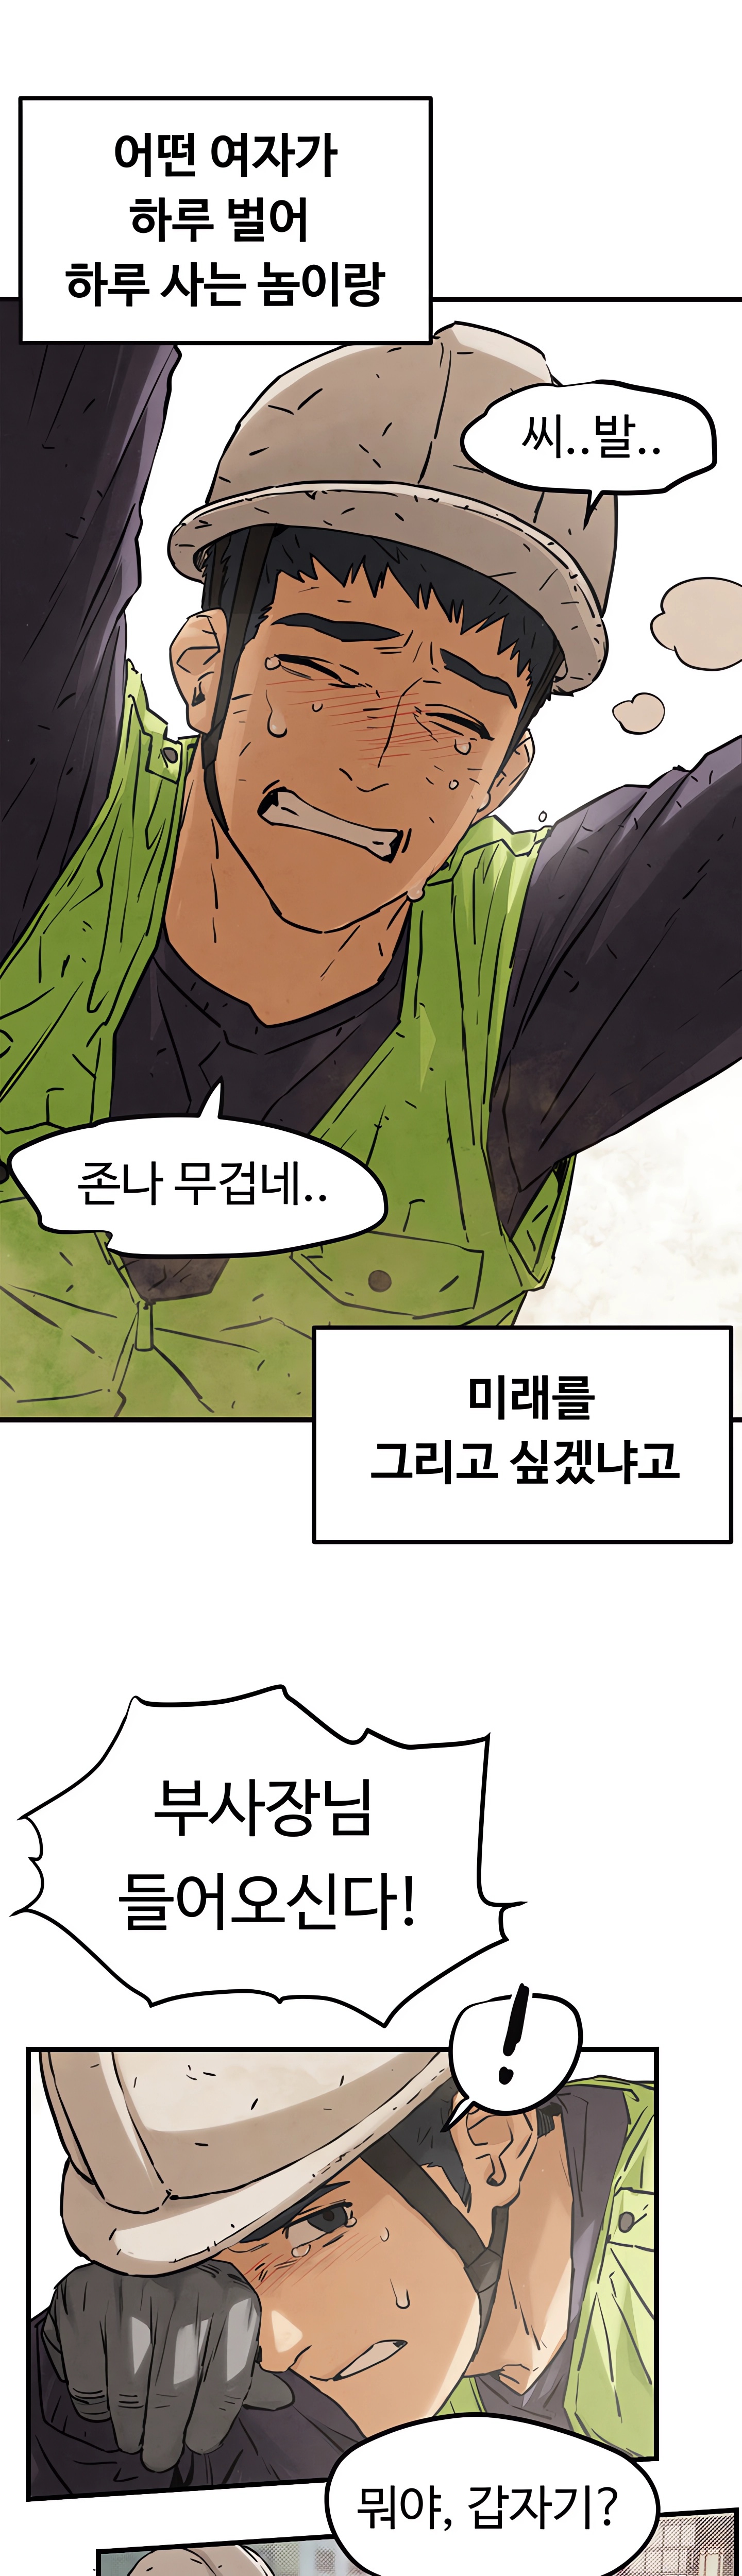 어떤 여자가
하루 벌어
하루 사는 놈이랑
씨..발..
존나 무겁네..
미래를
그리고 싶겠냐고
부사장님
들어오신다!
!
뭐야, 갑자기?